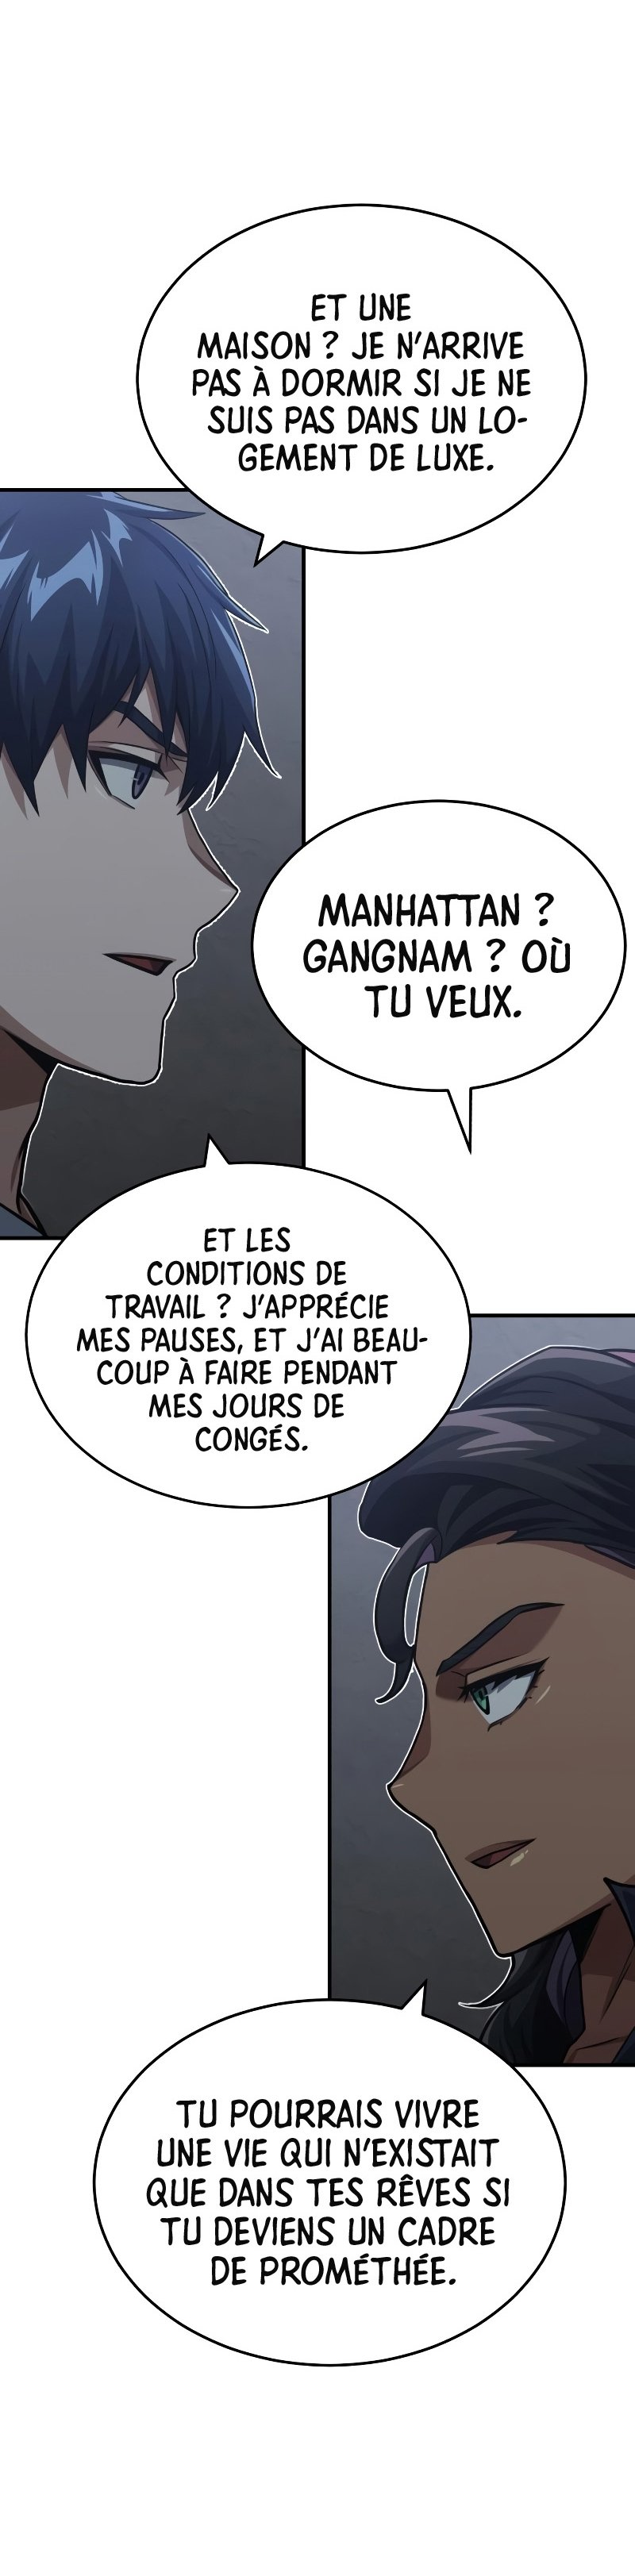 ET UNE
MAISON ? JE N'ARRIVE
PAS À DORMIR SI JE NE
SUIS PAS DANS UN LO-
GEMENT DE LUXE.
MANHATTAN ?
GANGNAM ? OÙ
TU VEUX.
ET LES
CONDITIONS DE
TRAVAIL ? J'APPRÉCIE
MES PAUSES, ET J'AI BEAU-
COUP À FAIRE PENDANT
MES JOURS DE
CONGÉS.
TU POURRAIS VIVRE
UNE VIE QUI N'EXISTAIT
QUE DANS TES RÊVES SI
TU DEVIENS UN CADRE
DE PROMÉTHÉE.